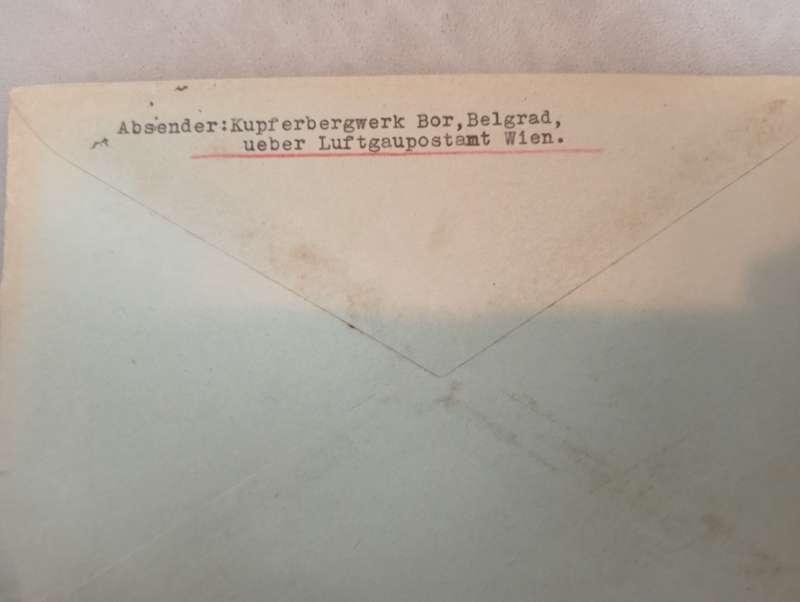 Absender:Kupferbergwerk Bor,Belgrad,
ueber Luftgaupostamt Wien.